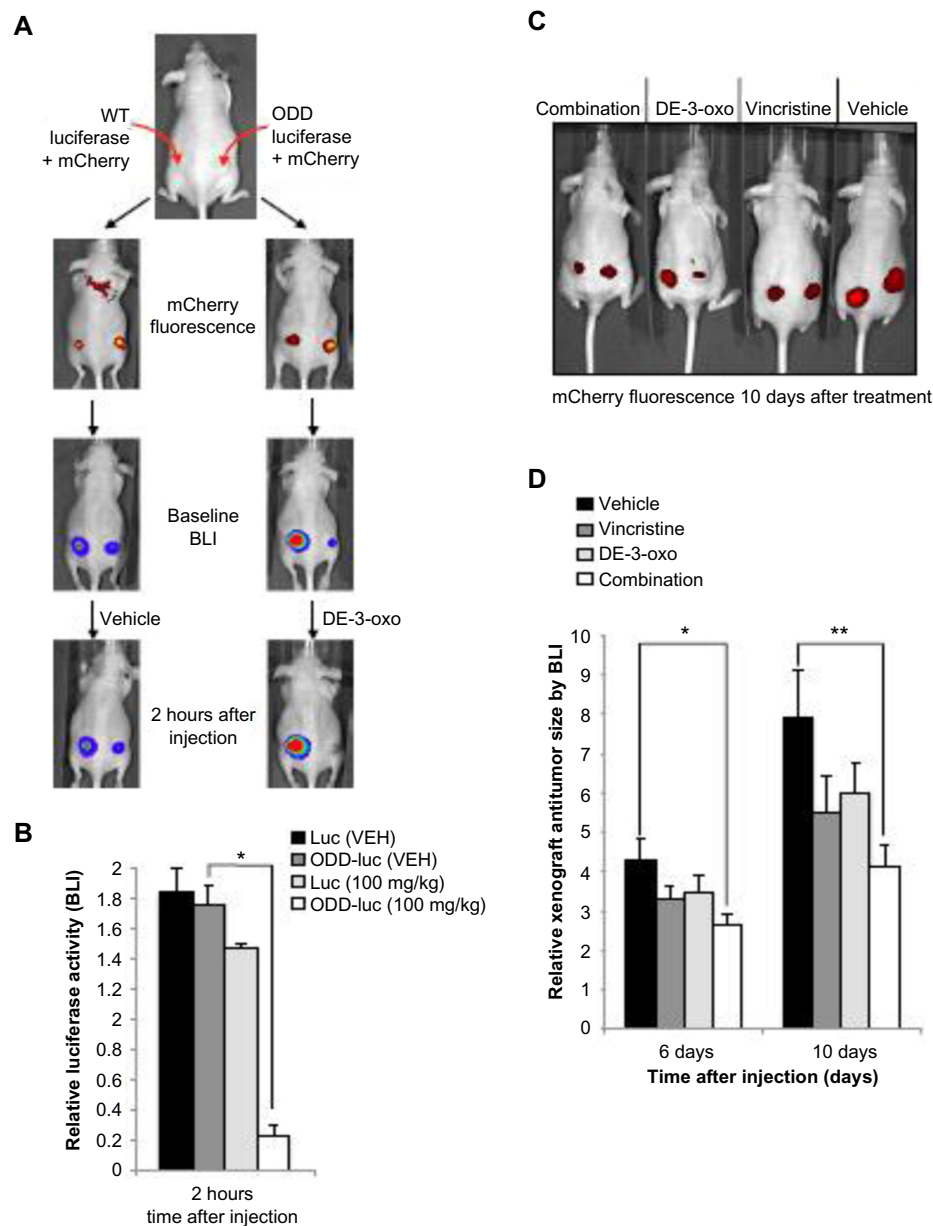 A
WT
luciferase
+ mCherry
ODD
luciferase
+ mCherry
mCherry
fluorescence
Baseline
BLI
Vehicle
DE-3-oxo
2 hours after
injection
B
Luc (VEH)
ODD-luc (VEH)
Luc (100 mg/kg)
ODD-luc (100 mg/kg)
*
Relative luciferase activity (BLI)
2
1.8
1.6
1.4
2
2
0.8
0.6
0.4
0.2
0
2 hours
time after injection
C
Combination
DE-3-oxo
Vincristine
Vehicle
mCherry fluorescence 10 days after treatment
D
Vehicle
Vincristine
DE-3-oxo
Combination
Relative xenograft antitumor size by BLI
10
9
8
7
6
5
4
3
2
1
0
*
**
6 days
10 days
Time after injection (days)